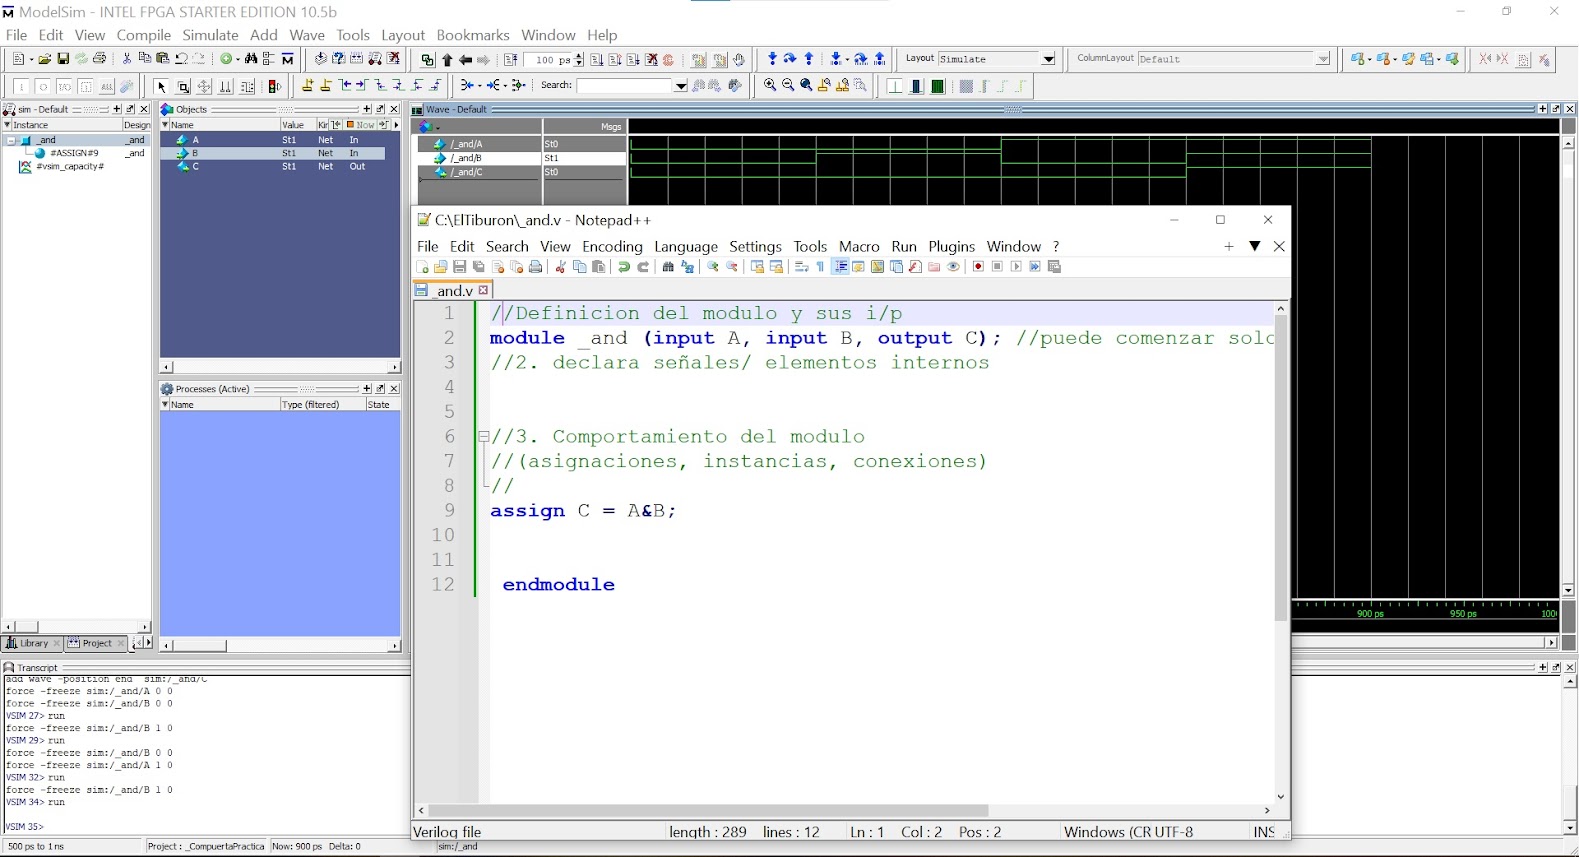 ModelSim - INTEL FPGA STARTER EDITION 10.5b
File Edit View Compile Simulate Add Wave Tools Layout Bookmarks Window Help
100 ps
Layout Simulate
ColumnLayout Default
Search:
sim - Default
Instance Design
_and _and
#ASSIGN#9 _and
#vsim_capacity#
Library Project
Objects
Name Value Kir Now
A St1 Net In
B St1 Net In
C St1 Net Out
Processes (Active)
Name Type (filtered) State
Wave - Default
Msgs
/_and/A St0
/_and/B St1
/_and/C St0
900 ps 950 ps 100
C:\ElTiburon\_and.v - Notepad++
File Edit Search View Encoding Language Settings Tools Macro Run Plugins Window ?
_and.v
1 //Definicion del modulo y sus i/p
2 module _and (input A, input B, output C); //puede comenzar solo
3 //2. declara señales/ elementos internos
4
5
6 //3. Comportamiento del modulo
7 //(asignaciones, instancias, conexiones)
8 //
9 assign C = A&B;
10
11
12 endmodule
Verilog file length : 289 lines : 12 Ln : 1 Col : 2 Pos : 2 Windows (CR UTF-8 INS
Transcript
add wave -position end sim:/_and/C
force -freeze sim:/_and/A 0 0
force -freeze sim:/_and/B 0 0
VSIM 27> run
force -freeze sim:/_and/B 1 0
VSIM 29> run
force -freeze sim:/_and/B 0 0
force -freeze sim:/_and/A 1 0
VSIM 32> run
force -freeze sim:/_and/B 1 0
VSIM 34> run
VSIM 35>
500 ps to 1 ns Project : _CompuertaPractica Now: 900 ps Delta: 0 sim:/_and